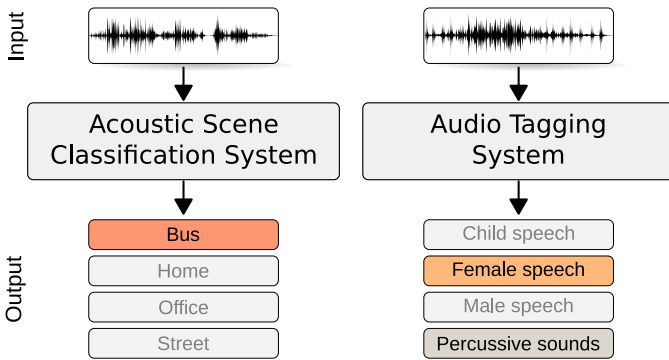 Input
Acoustic Scene
Classification System
Audio Tagging
System
Output
Bus
Home
Office
Street
Child speech
Female speech
Male speech
Percussive sounds